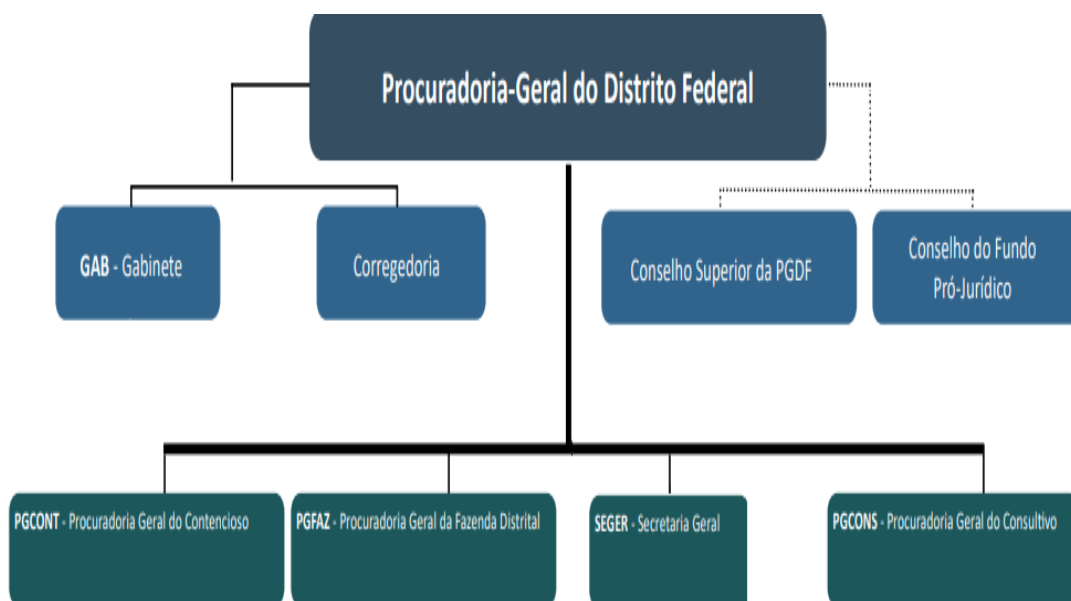 Procuradoria-Geral do Distrito Federal
GAB - Gabinete
Corregedoria
Conselho Superior da PGDF
Conselho do Fundo
Pró-Jurídico
PGCONT - Procuradoria Geral do Contencioso
PGFAZ - Procuradoria Geral da Fazenda Distrital
SEGER - Secretaria Geral
PGCONS - Procuradoria Geral do Consultivo